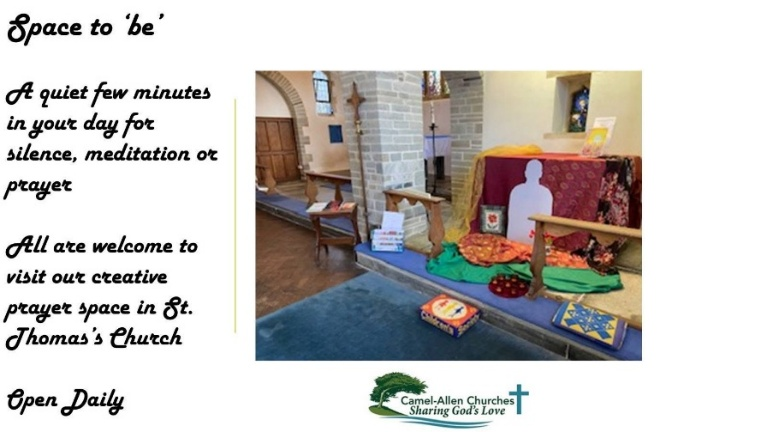 Space to ‘be’
A quiet few minutes
in your day for
silence, meditation or
prayer
All are welcome to
visit our creative
prayer space in St.
Thomas’s Church
Open Daily
Camel-Allen Churches
Sharing God's Love